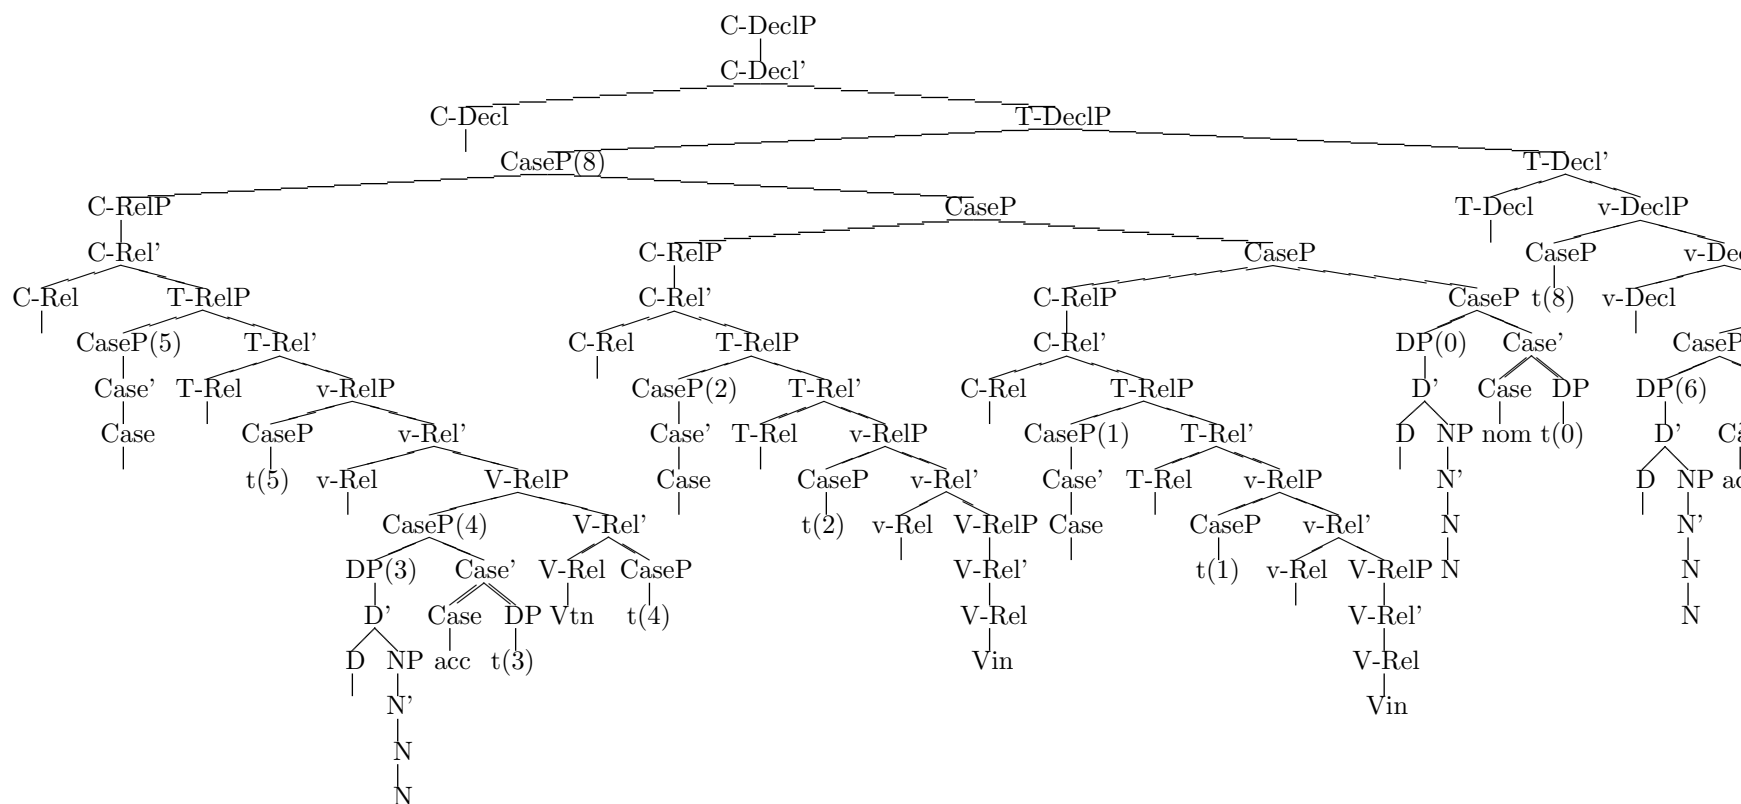 C-DeclP
C-Decl’
C-Decl T-DeclP
CaseP(8) T-Decl’
C-RelP CaseP T-Decl v-DeclP
C-Rel’ C-RelP CaseP CaseP v-Dec
C-Rel T-RelP C-Rel’ C-RelP CaseP t(8) v-Decl
CaseP(5) T-Rel’ C-Rel T-RelP C-Rel’ DP(0) Case’ CaseP
Case’ T-Rel v-RelP CaseP(2) T-Rel’ C-Rel T-RelP D’ Case DP DP(6)
Case CaseP v-Rel’ Case’ T-Rel v-RelP CaseP(1) T-Rel’ D NP nom t(0) D’ Ca
t(5) v-Rel V-RelP Case CaseP v-Rel’ Case’ T-Rel v-RelP N’ D NP ac
CaseP(4) V-Rel’ t(2) v-Rel V-RelP Case CaseP v-Rel’ N N’
DP(3) Case’ V-Rel CaseP V-Rel’ t(1) v-Rel V-RelP N N
D’ Case DP Vtn t(4) V-Rel V-Rel’ N
D NP acc t(3) Vin V-Rel
N’ Vin
N
N